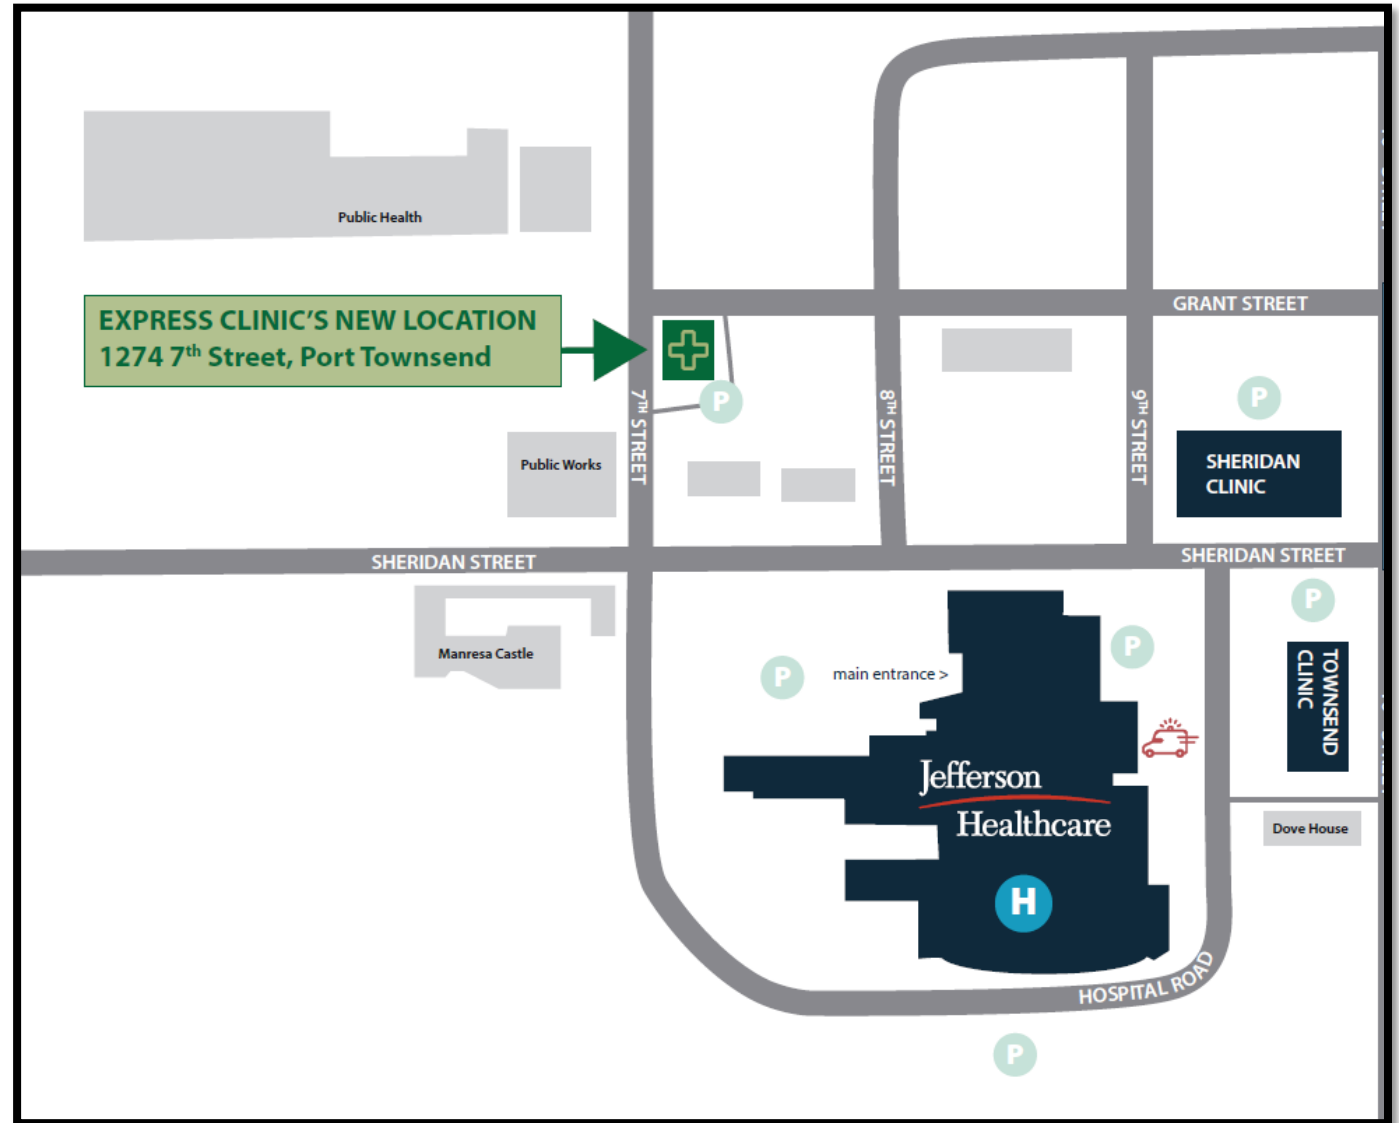 Public Health
EXPRESS CLINIC'S NEW LOCATION
1274 7th Street, Port Townsend
GRANT STREET
7TH STREET
8TH STREET
9TH STREET
P
P
Public Works
SHERIDAN
CLINIC
SHERIDAN STREET
SHERIDAN STREET
Manresa Castle
P
main entrance >
P
P
TOWNSEND
CLINIC
Jefferson
Healthcare
Dove House
H
HOSPITAL ROAD
P